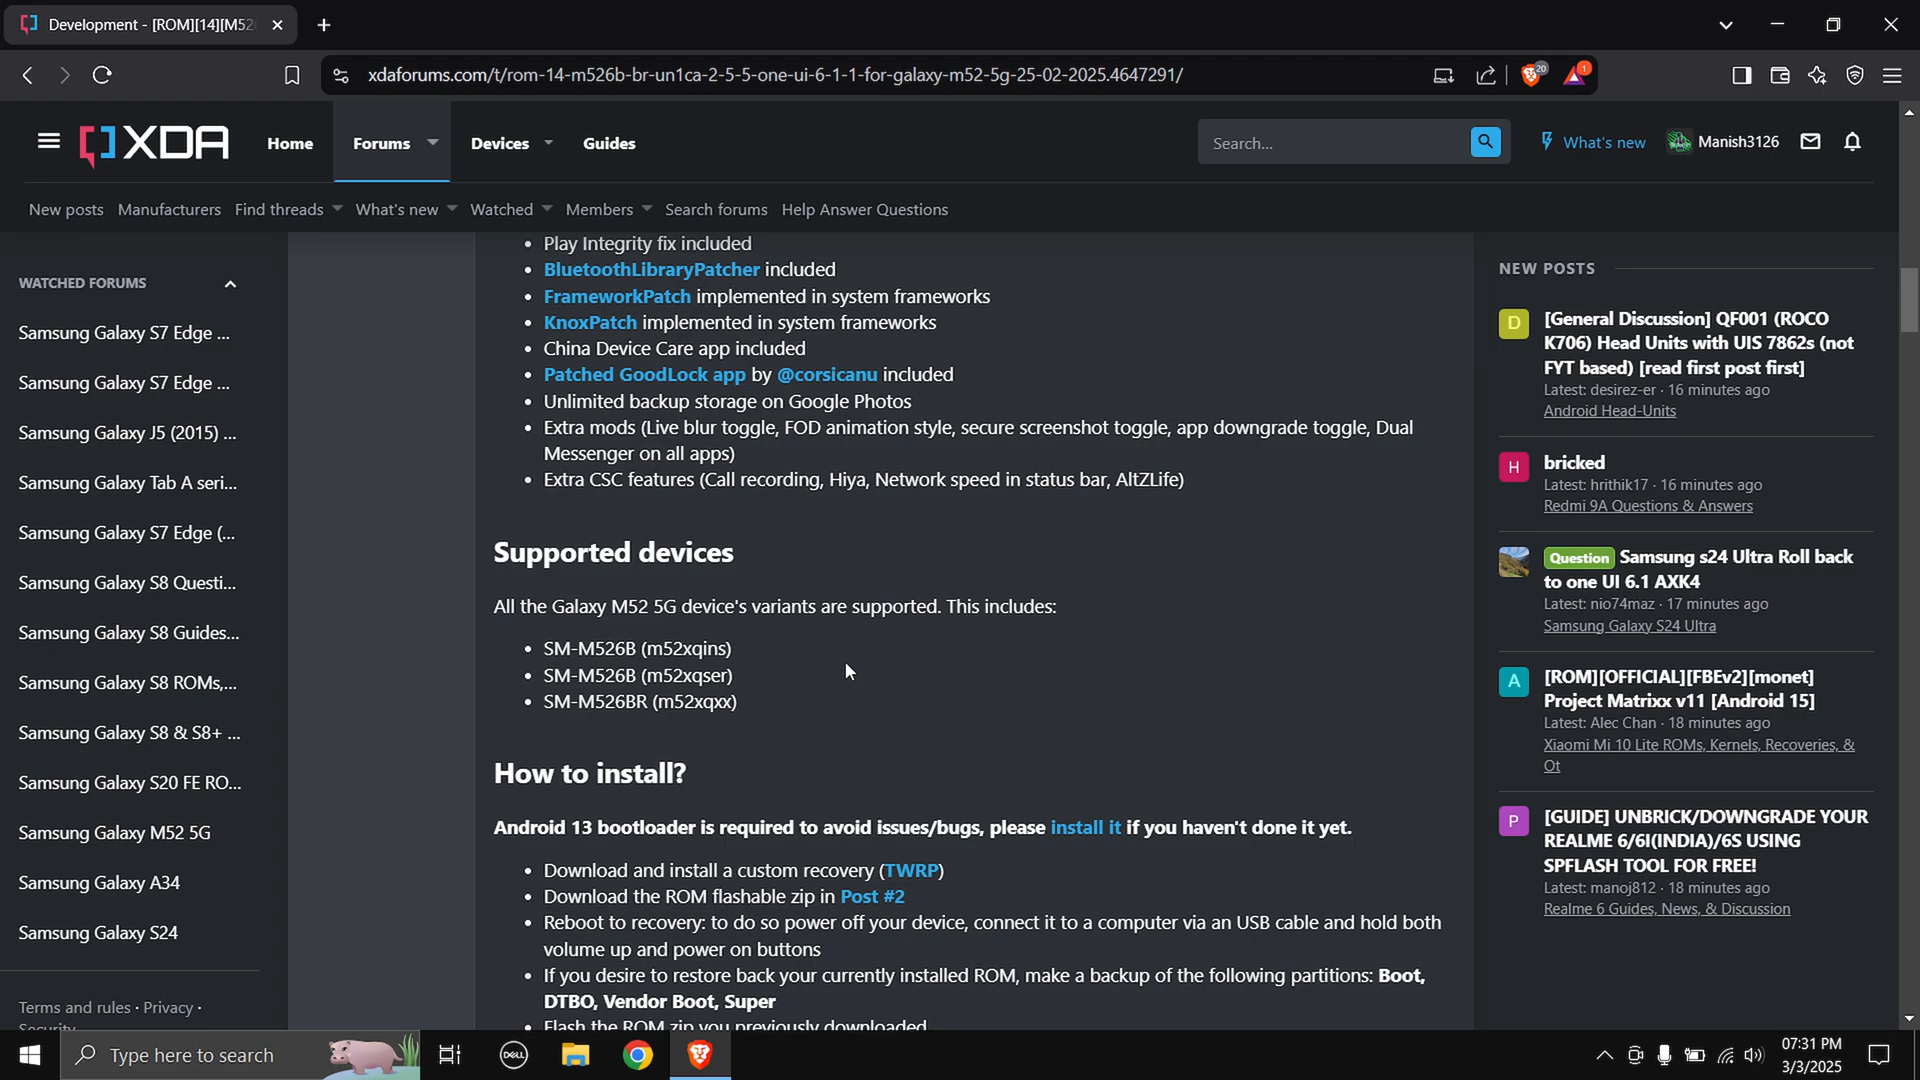 Development - [ROM][14][M52
xdaforums.com/t/rom-14-m526b-br-un1ca-2-5-5-one-ui-6-1-1-for-galaxy-m52-5g-25-02-2025.4647291/
20
1
XDA
Home
Forums
Devices
Guides
Search...
What's new
Manish3126
New posts
Manufacturers
Find threads
What's new
Watched
Members
Search forums
Help Answer Questions
WATCHED FORUMS
Samsung Galaxy S7 Edge ...
Samsung Galaxy S7 Edge ...
Samsung Galaxy J5 (2015) ...
Samsung Galaxy Tab A seri...
Samsung Galaxy S7 Edge (...
Samsung Galaxy S8 Questi...
Samsung Galaxy S8 Guides...
Samsung Galaxy S8 ROMs,...
Samsung Galaxy S8 & S8+ ...
Samsung Galaxy S20 FE RO...
Samsung Galaxy M52 5G
Samsung Galaxy A34
Samsung Galaxy S24
Terms and rules · Privacy ·
Security
• Play Integrity fix included
• BluetoothLibraryPatcher included
• FrameworkPatch implemented in system frameworks
• KnoxPatch implemented in system frameworks
• China Device Care app included
• Patched GoodLock app by @corsicanu included
• Unlimited backup storage on Google Photos
• Extra mods (Live blur toggle, FOD animation style, secure screenshot toggle, app downgrade toggle, Dual
Messenger on all apps)
• Extra CSC features (Call recording, Hiya, Network speed in status bar, AltZLife)
Supported devices
All the Galaxy M52 5G device's variants are supported. This includes:
• SM-M526B (m52xqins)
• SM-M526B (m52xqser)
• SM-M526BR (m52xqxx)
How to install?
Android 13 bootloader is required to avoid issues/bugs, please install it if you haven't done it yet.
• Download and install a custom recovery (TWRP)
• Download the ROM flashable zip in Post #2
• Reboot to recovery: to do so power off your device, connect it to a computer via an USB cable and hold both
volume up and power on buttons
• If you desire to restore back your currently installed ROM, make a backup of the following partitions: Boot,
DTBO, Vendor Boot, Super
• Flash the ROM zip you previously downloaded
NEW POSTS
D
[General Discussion] QF001 (ROCO
K706) Head Units with UIS 7862s (not
FYT based) [read first post first]
Latest: desirez-er · 16 minutes ago
Android Head-Units
H
bricked
Latest: hrithik17 · 16 minutes ago
Redmi 9A Questions & Answers
Question Samsung s24 Ultra Roll back
to one UI 6.1 AXK4
Latest: nio74maz · 17 minutes ago
Samsung Galaxy S24 Ultra
A
[ROM][OFFICIAL][FBEv2][monet]
Project Matrixx v11 [Android 15]
Latest: Alec Chan · 18 minutes ago
Xiaomi Mi 10 Lite ROMs, Kernels, Recoveries, &
Ot
P
[GUIDE] UNBRICK/DOWNGRADE YOUR
REALME 6/6I(INDIA)/6S USING
SPFLASH TOOL FOR FREE!
Latest: manoj812 · 18 minutes ago
Realme 6 Guides, News, & Discussion
Type here to search
DELL
07:31 PM
3/3/2025